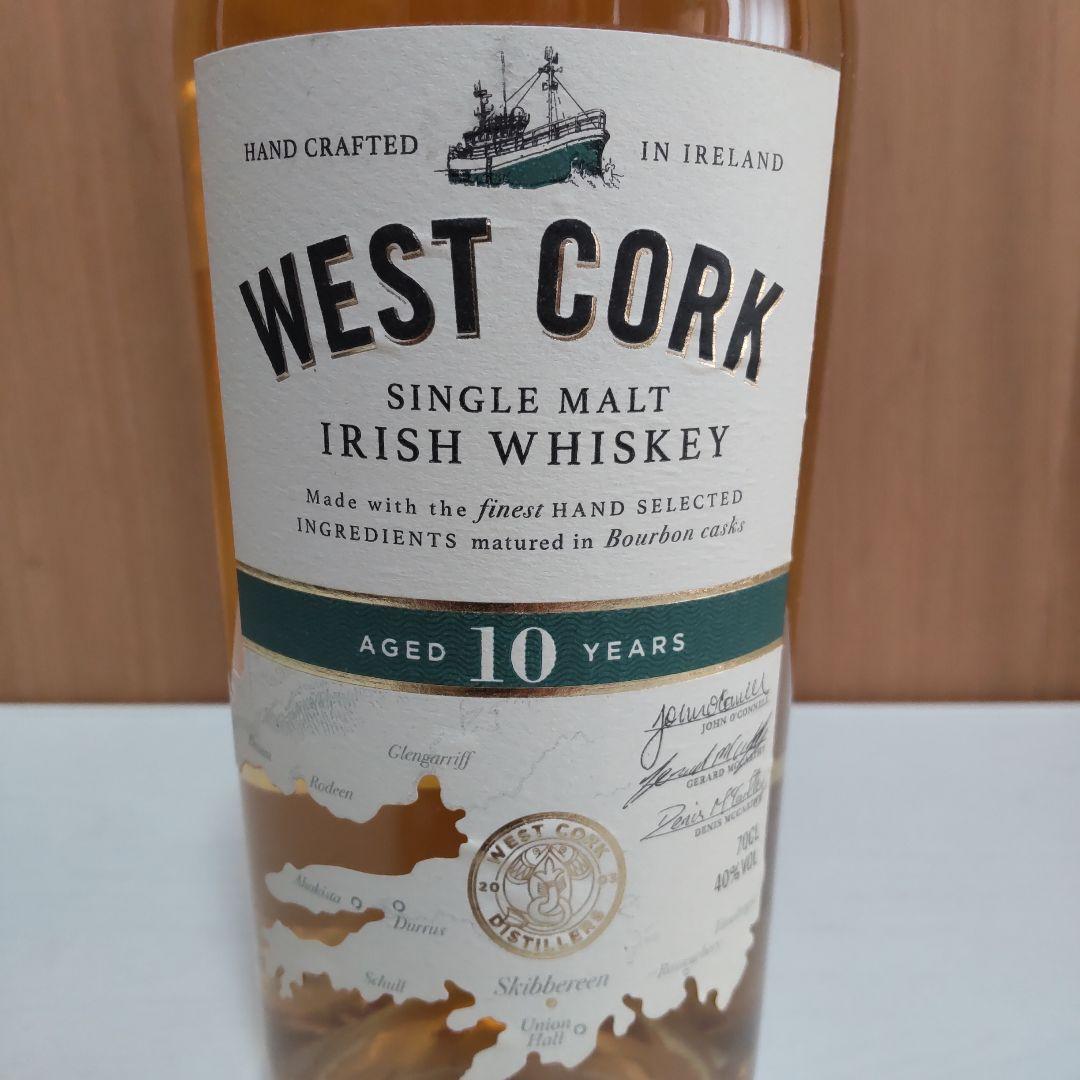 HAND CRAFTED
IN IRELAND
WEST CORK
SINGLE MALT
IRISH WHISKEY
Made with the finest HAND SELECTED
INGREDIENTS matured in Bourbon casks
AGED 10 YEARS
JOHN O'CONNELL
GERARD MCCARTHY
DENIS MCCARTHY
70CL
40% VOL
Glengarriff
Rodeen
WEST CORK
2003
DISTILLERS
Ahakista
Durrus
Schull
Skibbereen
Union
Hall